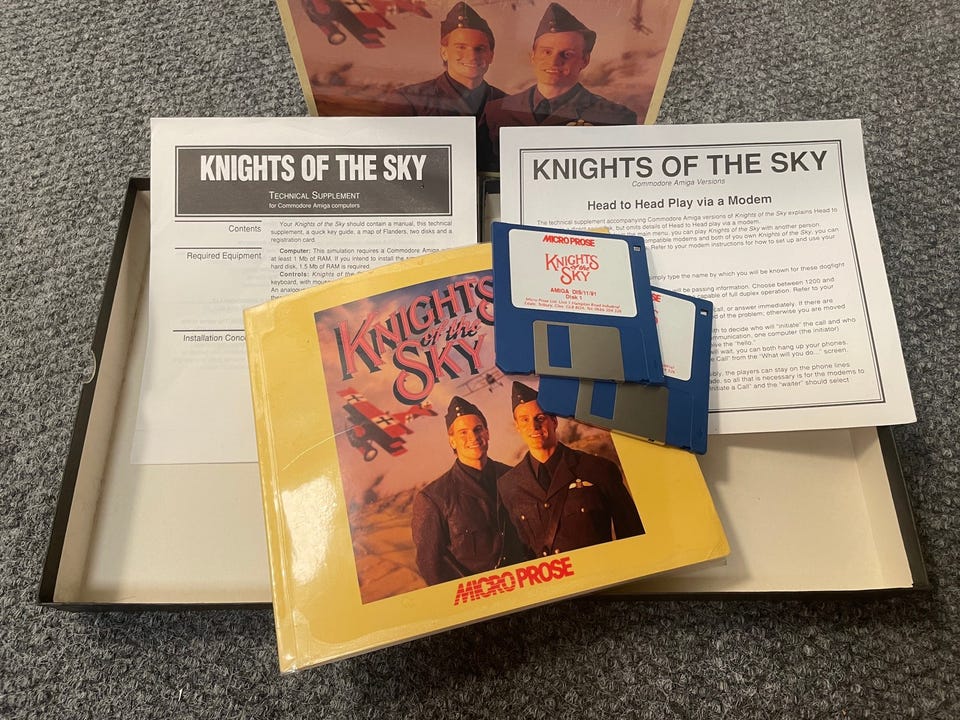 KNIGHTS OF THE SKY
TECHNICAL SUPPLEMENT
for Commodore Amiga computers
Contents
Your Knights of the Sky should contain a manual, this technical
supplement, a quick key guide, a map of Flanders, two disks and a
registration card.
Required Equipment
Computer: This simulation requires a Commodore Amiga
at least 1 Mb of RAM. If you intend to install the
hard disk, 1.5 Mb of RAM is required.
Controls: Knights of the
keyboard, with
An analogue
Installation
KNIGHTS OF THE SKY
Commodore Amiga Versions
Head to Head Play via a Modem
The technical supplement accompanying Commodore Amiga versions of Knights of the Sky explains Head to
but omits details of Head to Head play via a modem.
the main menu, you can play Knights of the Sky with another person.
compatible modems and both of you own Knights of the Sky, you can
Refer to your modem instructions for how to set up and use your
simply type the name by which you will be known for these dogfight
will be passing information. Choose between 1200 and
capable of full duplex operation. Refer to your
call, or answer immediately. If there are
of the problem; otherwise you are moved
to decide who will "initiate" the call and who
communication, one computer (the initiator)
the "hello."
will wait, you can both hang up your phones.
Call" from the "What will you do..." screen.
the players can stay on the phone lines
so all that is necessary is for the modems to
"Initiate a Call" and the "waiter" should select
MICROPROSE
KNIGHTS
of the
SKY
AMIGA
Disk 1
KNIGHTS
of the
SKY
MICROPROSE